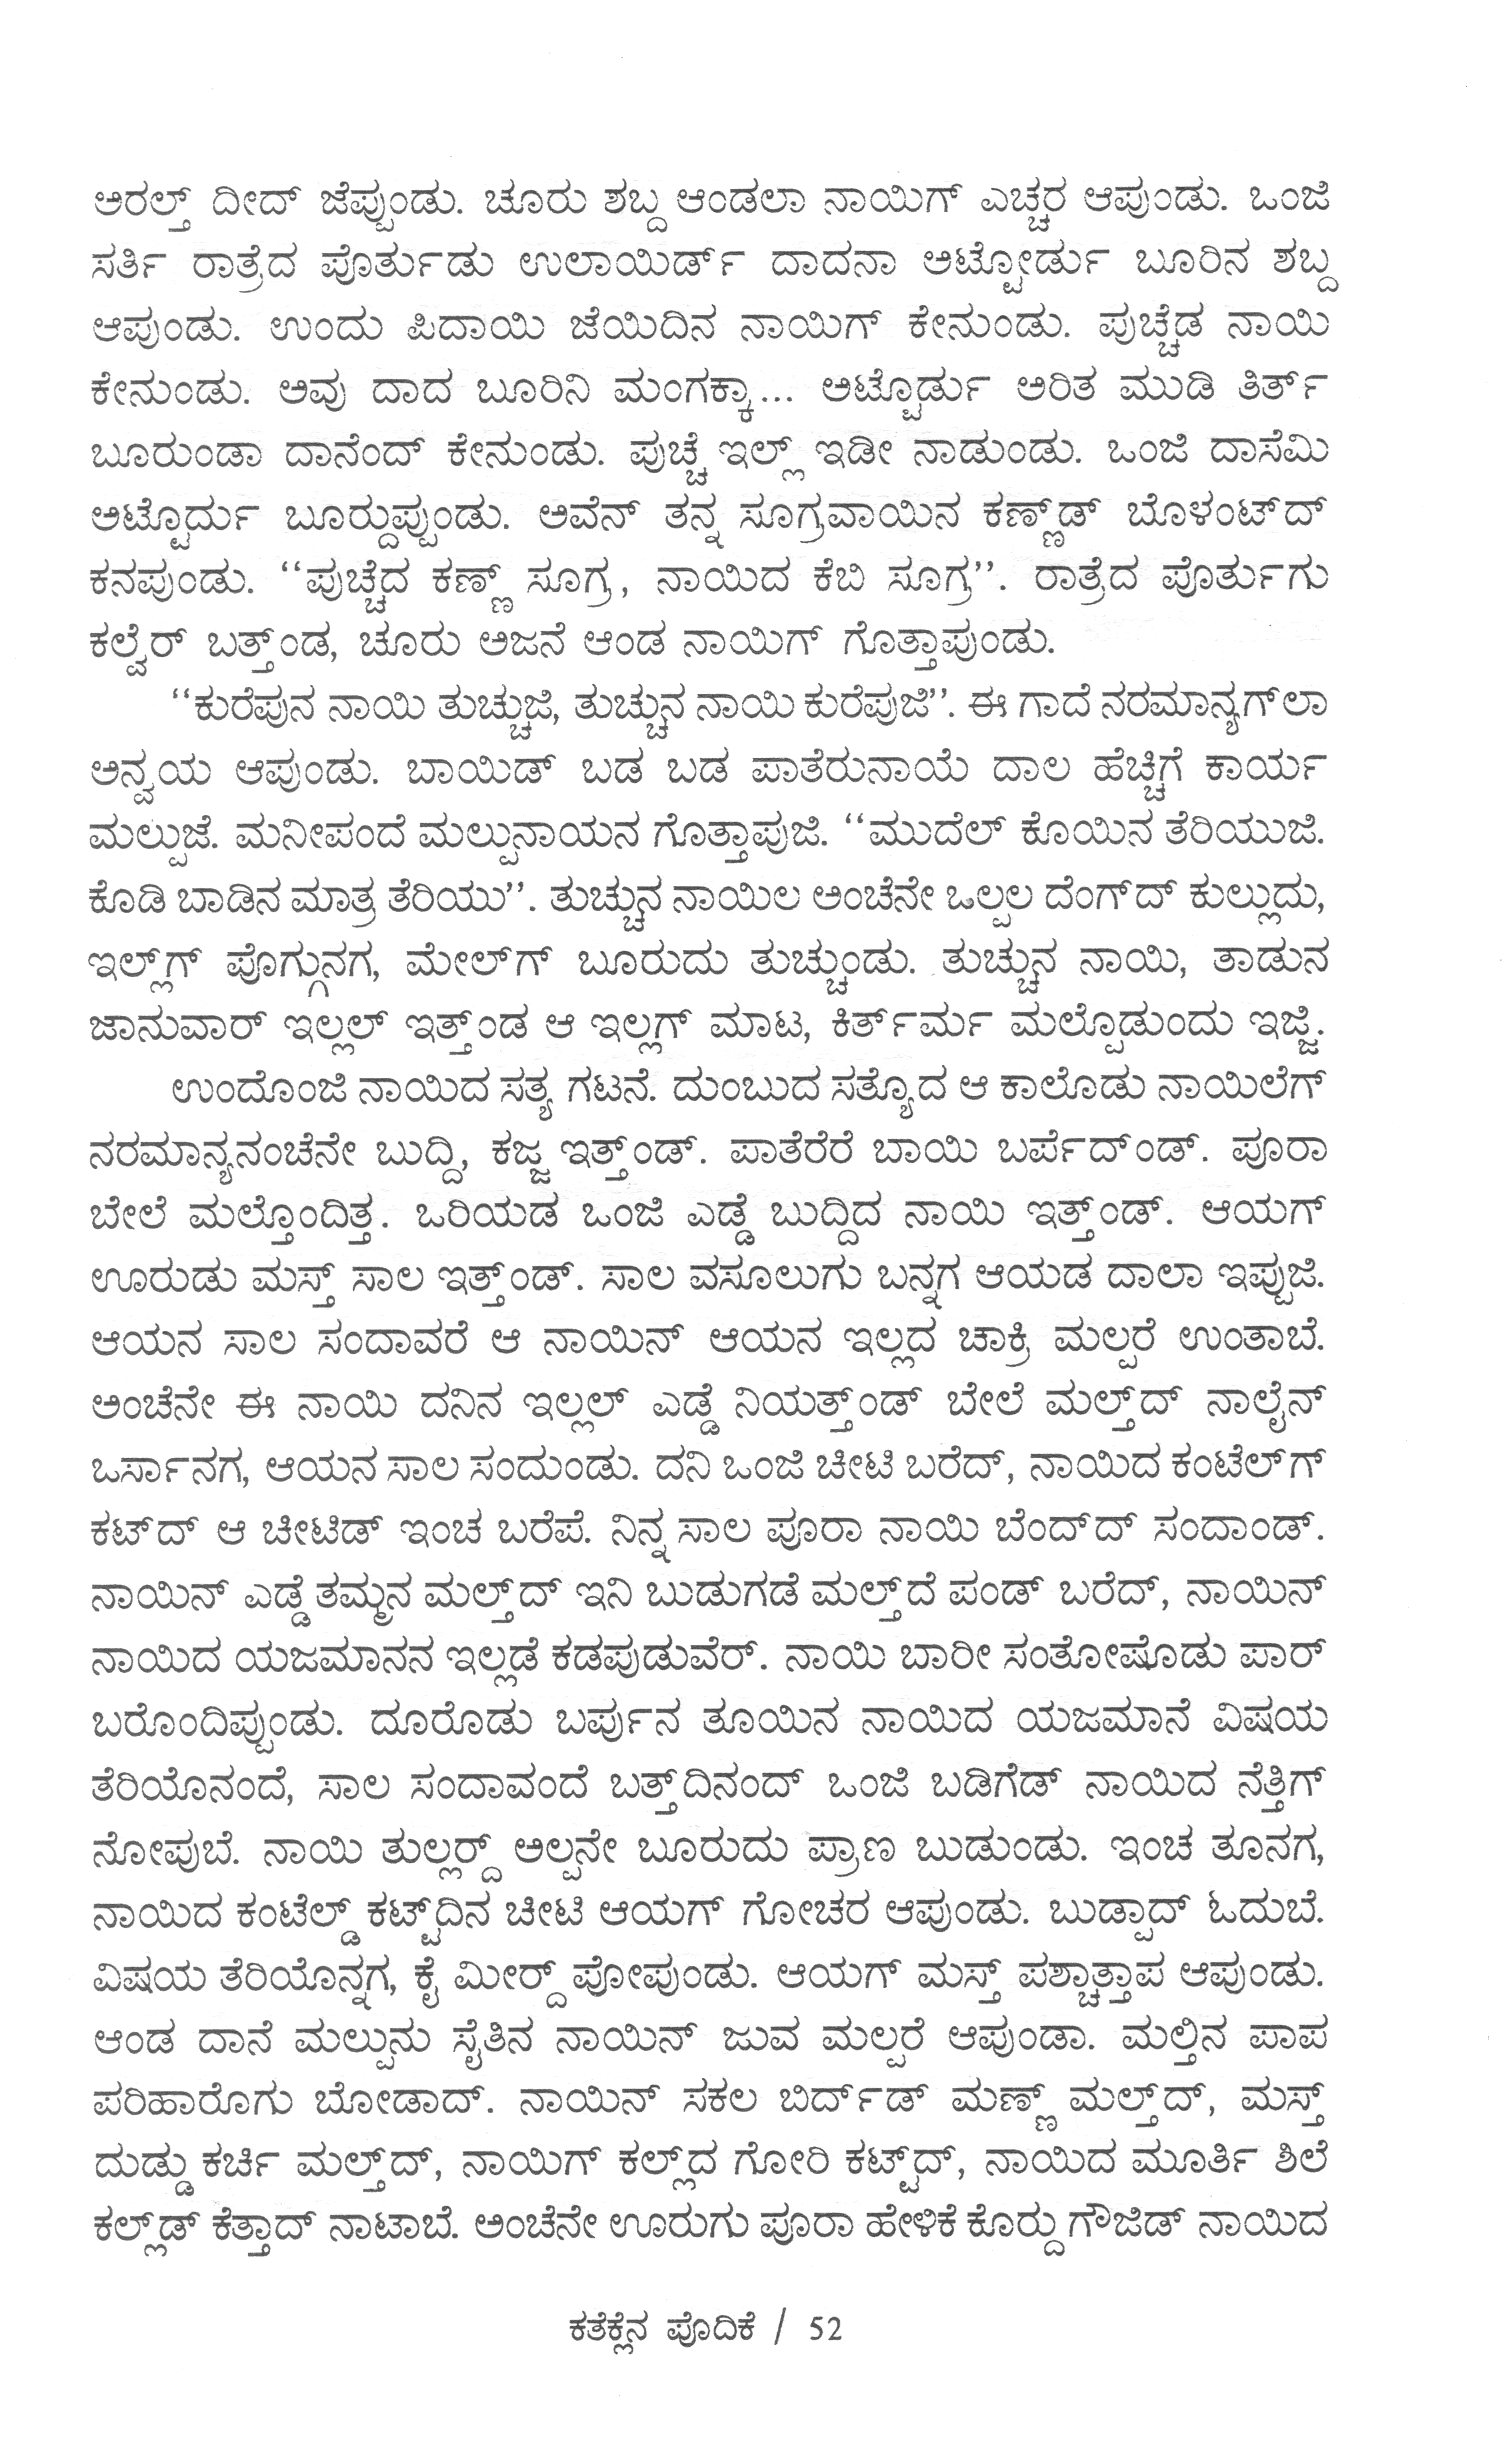 ಅರಲ್ತ್ ದೀದ್ ಜೆಪ್ಪುಂಡು. ಚೂರು ಶಬ್ದ ಆಂಡಲಾ ನಾಯಿಗ್ ಎಚ್ಚರ ಆಪುಂಡು. ಒಂಜಿ
ಸರ್ತಿ ರಾತ್ರೆದ ಪೊರ್ತುಡು ಉಲಾಯಿರ್ಡ್ ದಾದನಾ ಅಟ್ಟೋರ್ಡು ಬೂರಿನ ಶಬ್ದ
ಆಪುಂಡು. ಉಂದು ಪಿದಾಯಿ ಜೆಯಿದಿನ ನಾಯಿಗ್ ಕೇನುಂಡು. ಪುಚ್ಚೆಡ ನಾಯಿ
ಕೇನುಂಡು. ಅವು ದಾದ ಬೂರಿನಿ ಮಂಗಕ್ಕಾ... ಅಟ್ಟೊರ್ಡು ಅರಿತ ಮುಡಿ ತಿರ್ತ್
ಬೂರುಂಡಾ ದಾನೆಂದ್ ಕೇನುಂಡು. ಪುಚ್ಚೆ ಇಲ್ಲ್ ಇಡೀ ನಾಡುಂಡು. ಒಂಜಿ ದಾಸೆಮಿ
ಅಟ್ಟೊರ್ದು ಬೂರ್‍ದುಪ್ಪುಂಡು. ಅವೆನ್ ತನ್ನ ಸೂಗ್ರವಾಯಿನ ಕಣ್ಣ್‌ಡ್ ಬೊಳಂಟ್‌ದ್
ಕನಪುಂಡು. “ಪುಚ್ಚೆದ ಕಣ್ಣ್ ಸೂಗ್ರ, ನಾಯಿದ ಕೆಬಿ ಸೂಗ್ರ”. ರಾತ್ರೆದ ಪೊರ್ತುಗು
ಕಲ್ವೆರ್ ಬತ್ತ್ಂಡ, ಚೂರು ಅಜನೆ ಆಂಡ ನಾಯಿಗ್ ಗೊತ್ತಾಪುಂಡು.
“ಕುರೆಪುನ ನಾಯಿ ತುಚ್ಚುಜಿ, ತುಚ್ಚುನ ನಾಯಿ ಕುರೆಪುಜಿ”. ಈ ಗಾದೆ ನರಮಾನ್ಯಗ್‌ಲಾ
ಅನ್ವಯ ಆಪುಂಡು. ಬಾಯಿಡ್ ಬಡ ಬಡ ಪಾತೆರುನಾಯೆ ದಾಲ ಹೆಚ್ಚಿಗೆ ಕಾರ್ಯ
ಮಲ್ಪುಜೆ. ಮನೀಪಂದೆ ಮಲ್ಪುನಾಯನ ಗೊತ್ತಾಪುಜಿ. “ಮುದೆಲ್ ಕೊಯಿನ ತೆರಿಯುಜಿ.
ಕೊಡಿ ಬಾಡಿನ ಮಾತ್ರ ತೆರಿಯು”. ತುಚ್ಚುನ ನಾಯಿಲ ಅಂಚೆನೇ ಒಲ್ಪಲ ದೆಂಗ್‌ದ್ ಕುಲ್ಲುದು,
ಇಲ್ಲ್‌ಗ್ ಪೊಗ್ಗುನಗ, ಮೇಲ್‌ಗ್ ಬೂರುದು ತುಚ್ಚುಂಡು. ತುಚ್ಚುನ ನಾಯಿ, ತಾಡುನ
ಜಾನುವಾರ್ ಇಲ್ಲಲ್ ಇತ್ತ್ಂಡ ಆ ಇಲ್ಲಗ್ ಮಾಟ, ಕಿರ್ತ್‌ರ್ಮ ಮಲ್ಪೊಡುಂದು ಇಜ್ಜಿ.
ಉಂದೊಂಜಿ ನಾಯಿದ ಸತ್ಯ ಗಟನೆ. ದುಂಬುದ ಸತ್ಯೊದ ಆ ಕಾಲೊಡು ನಾಯಿಲೆಗ್
ನರಮಾನ್ಯನಂಚೆನೇ ಬುದ್ದಿ, ಕಜ್ಜ ಇತ್ತ್ಂಡ್. ಪಾತೆರೆರೆ ಬಾಯಿ ಬರ್ಪೆದ್ಂಡ್. ಪೂರಾ
ಬೇಲೆ ಮಲ್ತೊಂದಿತ್ತ. ಒರಿಯಡ ಒಂಜಿ ಎಡ್ಡೆ ಬುದ್ದಿದ ನಾಯಿ ಇತ್ತ್ಂಡ್. ಆಯಗ್
ಊರುಡು ಮಸ್ತ್ ಸಾಲ ಇತ್ತ್ಂಡ್. ಸಾಲ ವಸೂಲುಗು ಬನ್ನಗ ಆಯಡ ದಾಲಾ ಇಪ್ಪುಜಿ.
ಆಯನ ಸಾಲ ಸಂದಾವರೆ ಆ ನಾಯಿನ್ ಆಯನ ಇಲ್ಲದ ಚಾಕ್ರಿ ಮಲ್ಪರೆ ಉಂತಾಬೆ.
ಅಂಚೆನೇ ಈ ನಾಯಿ ದನಿನ ಇಲ್ಲಲ್ ಎಡ್ಡೆ ನಿಯತ್ತ್ಂಡ್ ಬೇಲೆ ಮಲ್ತ್‌ದ್ ನಾಲೈನ್
ಒರ್ಸಾನಗ, ಆಯನ ಸಾಲ ಸಂದುಂಡು. ದನಿ ಒಂಜಿ ಚೀಟಿ ಬರೆದ್, ನಾಯಿದ ಕಂಟೆಲ್‌ಗ್
ಕಟ್‌ದ್ ಆ ಚೀಟಿಡ್ ಇಂಚ ಬರೆಪೆ. ನಿನ್ನ ಸಾಲ ಪೂರಾ ನಾಯಿ ಬೆಂದ್‌ದ್ ಸಂದಾಂಡ್.
ನಾಯಿನ್ ಎಡ್ಡೆ ತಮ್ಮನ ಮಲ್ತ್‌ದ್ ಇನಿ ಬುಡುಗಡೆ ಮಲ್ತ್‌ದೆ ಪಂಡ್ ಬರೆದ್, ನಾಯಿನ್
ನಾಯಿದ ಯಜಮಾನನ ಇಲ್ಲಡೆ ಕಡಪುಡುವೆರ್. ನಾಯಿ ಬಾರೀ ಸಂತೋಷೊಡು ಪಾರ್
ಬರೊಂದಿಪ್ಪುಂಡು. ದೂರೊಡು ಬರ್ಪುನ ತೂಯಿನ ನಾಯಿದ ಯಜಮಾನೆ ವಿಷಯ
ತೆರಿಯೊನಂದೆ, ಸಾಲ ಸಂದಾವಂದೆ ಬತ್ತ್‌ದಿನಂದ್ ಒಂಜಿ ಬಡಿಗೆಡ್ ನಾಯಿದ ನೆತ್ತಿಗ್
ನೋಪುಬೆ. ನಾಯಿ ತುಲ್ಲರ್‍ದ್ ಅಲ್ಪನೇ ಬೂರುದು ಪ್ರಾಣ ಬುಡುಂಡು. ಇಂಚ ತೂನಗ,
ನಾಯಿದ ಕಂಟೆಲ್ಡ್ ಕಟ್ಟ್‌ದಿನ ಚೀಟಿ ಆಯಗ್ ಗೋಚರ ಆಪುಂಡು. ಬುಡ್ಪಾದ್ ಓದುಬೆ.
ವಿಷಯ ತೆರಿಯೊನ್ನಗ, ಕೈ ಮೀರ್‍ದ್ ಪೋಪುಂಡು. ಆಯಗ್ ಮಸ್ತ್ ಪಶ್ಚಾತ್ತಾಪ ಆಪುಂಡು.
ಆಂಡ ದಾನೆ ಮಲ್ಪುನು ಸೈತಿನ ನಾಯಿನ್ ಜುವ ಮಲ್ಪರೆ ಆಪುಂಡಾ. ಮಲ್ತಿನ ಪಾಪ
ಪರಿಹಾರೊಗು ಬೋಡಾದ್. ನಾಯಿನ್ ಸಕಲ ಬಿರ್ದ್‌ಡ್ ಮಣ್ಣ್ ಮಲ್ತ್‌ದ್, ಮಸ್ತ್
ದುಡ್ಡು ಕರ್ಚಿ ಮಲ್ತ್‌ದ್, ನಾಯಿಗ್ ಕಲ್ಲ್‌ದ ಗೋರಿ ಕಟ್ಟ್‌ದ್, ನಾಯಿದ ಮೂರ್ತಿ ಶಿಲೆ
ಕಲ್ಲ್‌ಡ್ ಕೆತ್ತಾದ್ ನಾಟಾಬೆ. ಅಂಚೆನೇ ಊರುಗು ಪೂರಾ ಹೇಳಿಕೆ ಕೊರ್‍ದು ಗೌಜಿಡ್ ನಾಯಿದ
ಕತೆಕ್ಲೆನ ಪೊದಿಕೆ / 52